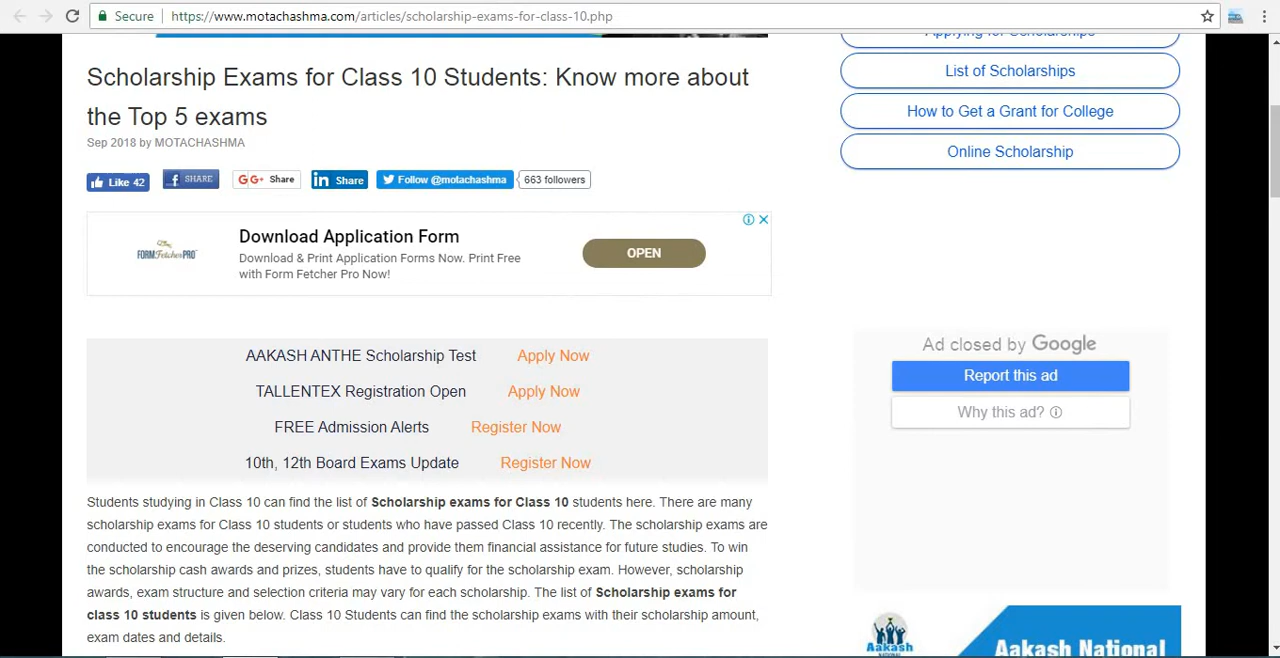 Secure https://www.motachashma.com/articles/scholarship-exams-for-class-10.php
Scholarship Exams for Class 10 Students: Know more about
the Top 5 exams
Sep 2018 by MOTACHASHMA
Like 42
SHARE
G+ Share
in Share
Follow @motachashma
663 followers
FORMFetcherPRO
Download Application Form
Download & Print Application Forms Now. Print Free
with Form Fetcher Pro Now!
OPEN
AAKASH ANTHE Scholarship Test Apply Now
TALLENTEX Registration Open Apply Now
FREE Admission Alerts Register Now
10th, 12th Board Exams Update Register Now
Students studying in Class 10 can find the list of Scholarship exams for Class 10 students here. There are many
scholarship exams for Class 10 students or students who have passed Class 10 recently. The scholarship exams are
conducted to encourage the deserving candidates and provide them financial assistance for future studies. To win
the scholarship cash awards and prizes, students have to qualify for the scholarship exam. However, scholarship
awards, exam structure and selection criteria may vary for each scholarship. The list of Scholarship exams for
class 10 students is given below. Class 10 Students can find the scholarship exams with their scholarship amount,
exam dates and details.
Applying for Scholarships
List of Scholarships
How to Get a Grant for College
Online Scholarship
Ad closed by Google
Report this ad
Why this ad?
Aakash
NATIONAL
Aakash National